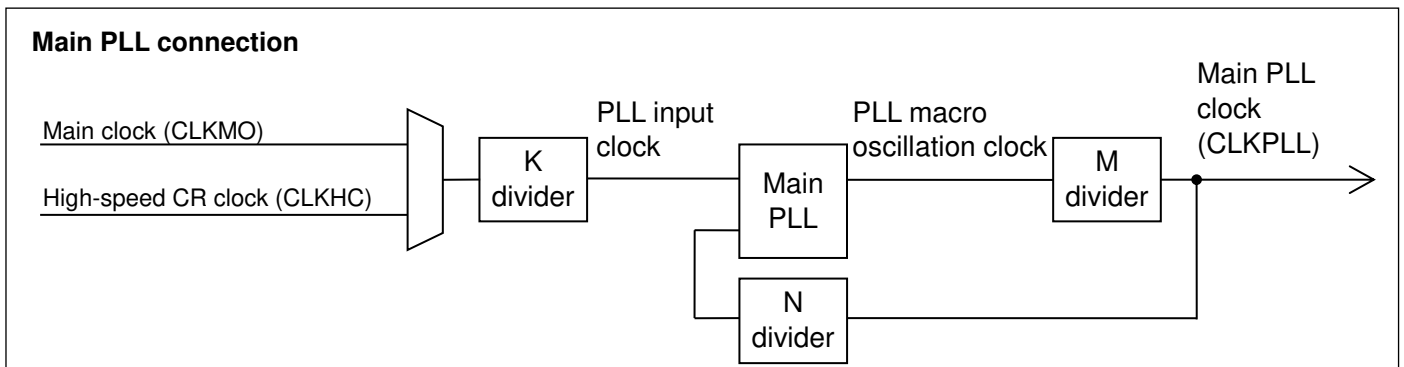 Main PLL connection
Main PLL
clock
(CLKPLL)
PLL input
clock
PLL macro
oscillation clock
Main clock (CLKMO)
High-speed CR clock (CLKHC)
K
divider
Main
PLL
M
divider
N
divider